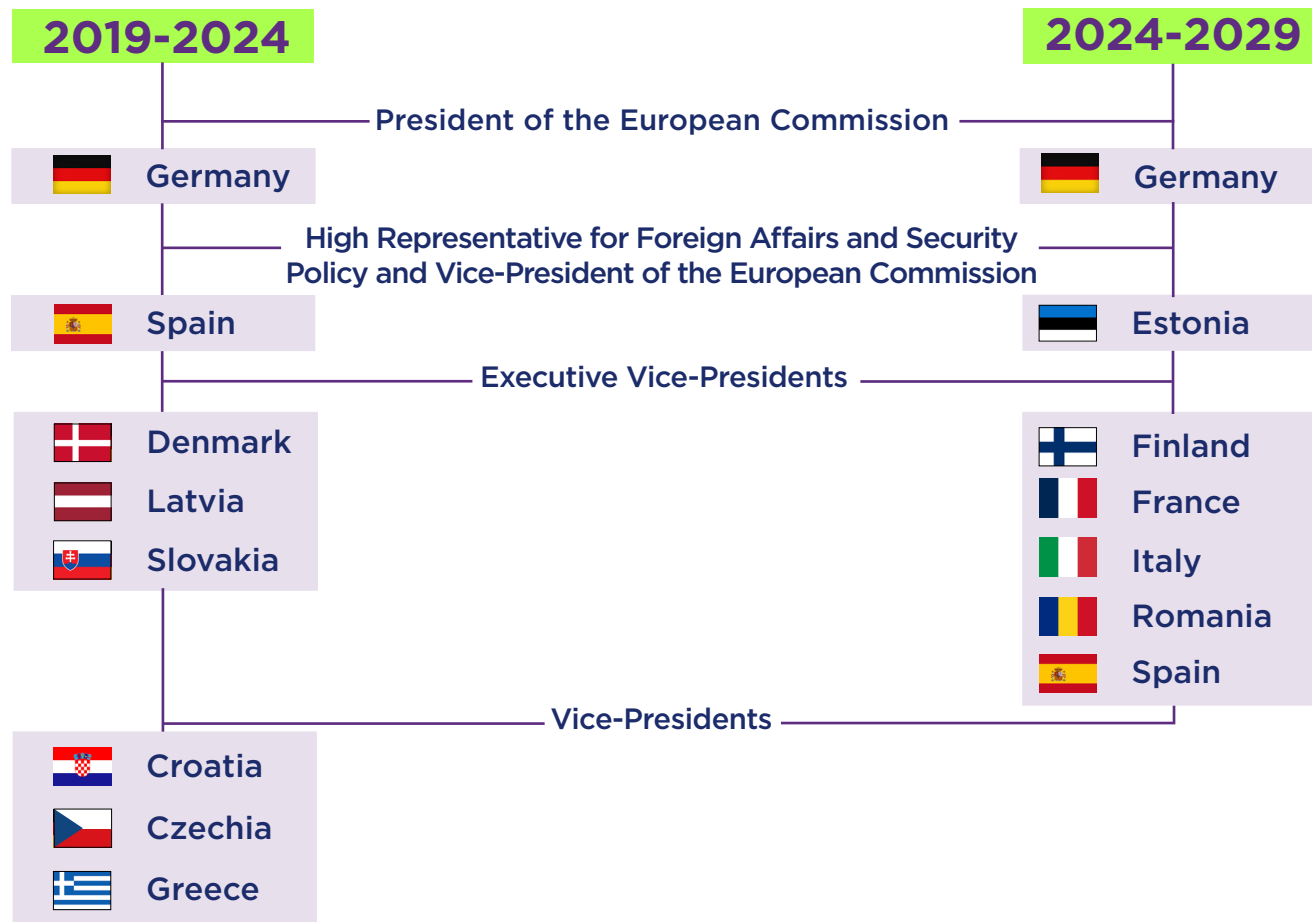 2019-2024
2024-2029
President of the European Commission
Germany
Germany
High Representative for Foreign Affairs and Security
Policy and Vice-President of the European Commission
Spain
Estonia
Executive Vice-Presidents
Denmark
Latvia
Slovakia
Finland
France
Italy
Romania
Spain
Vice-Presidents
Croatia
Czechia
Greece